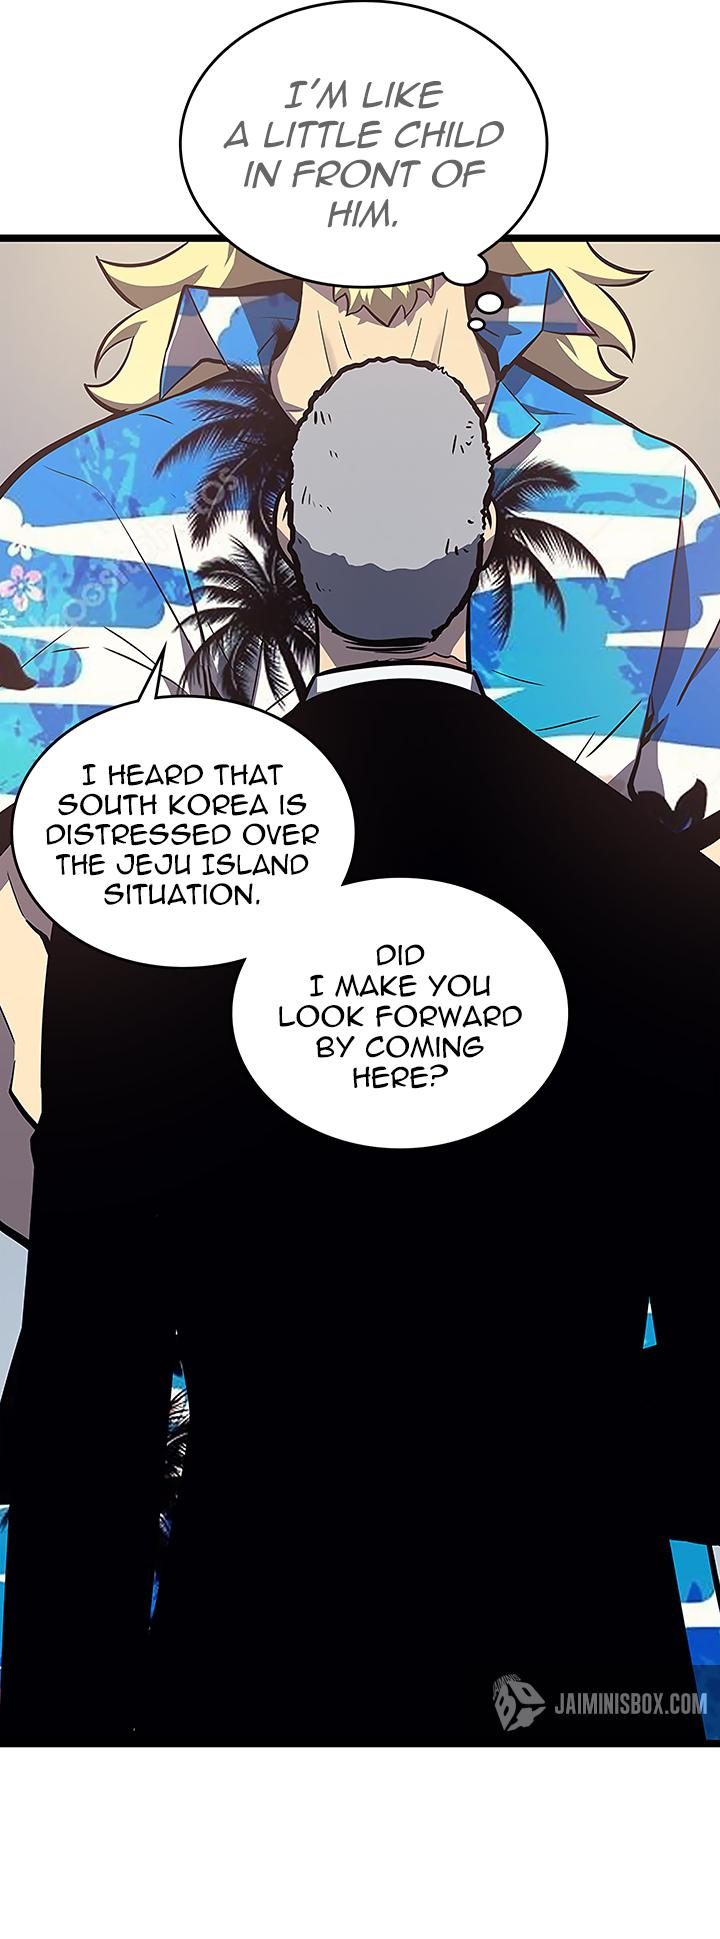 I'M LIKE
A LITTLE CHILD
IN FRONT OF
HIM.
depositphotos
I HEARD THAT
SOUTH KOREA IS
DISTRESSED OVER
THE JEJU ISLAND
SITUATION.
DID
I MAKE YOU
LOOK FORWARD
BY COMING
HERE?
JAIMINISBOX.COM